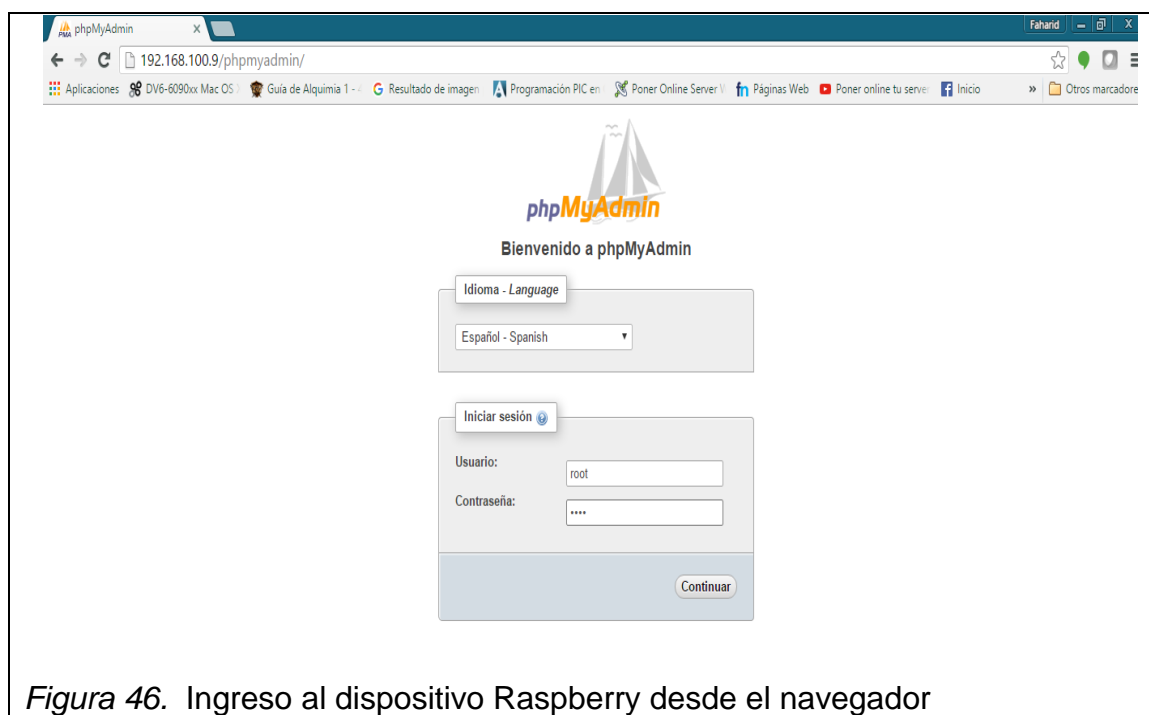 PMA phpMyAdmin x Faharid
192.168.100.9/phpmyadmin/
Aplicaciones DV6-6090xx Mac OS Guía de Alquimia 1 - Resultado de imagen Programación PIC en Poner Online Server Páginas Web Poner online tu server Inicio » Otros marcadore
phpMyAdmin
Bienvenido a phpMyAdmin
Idioma - Language
Español - Spanish
Iniciar sesión
Usuario:
root
Contraseña:
••••
Continuar
Figura 46. Ingreso al dispositivo Raspberry desde el navegador